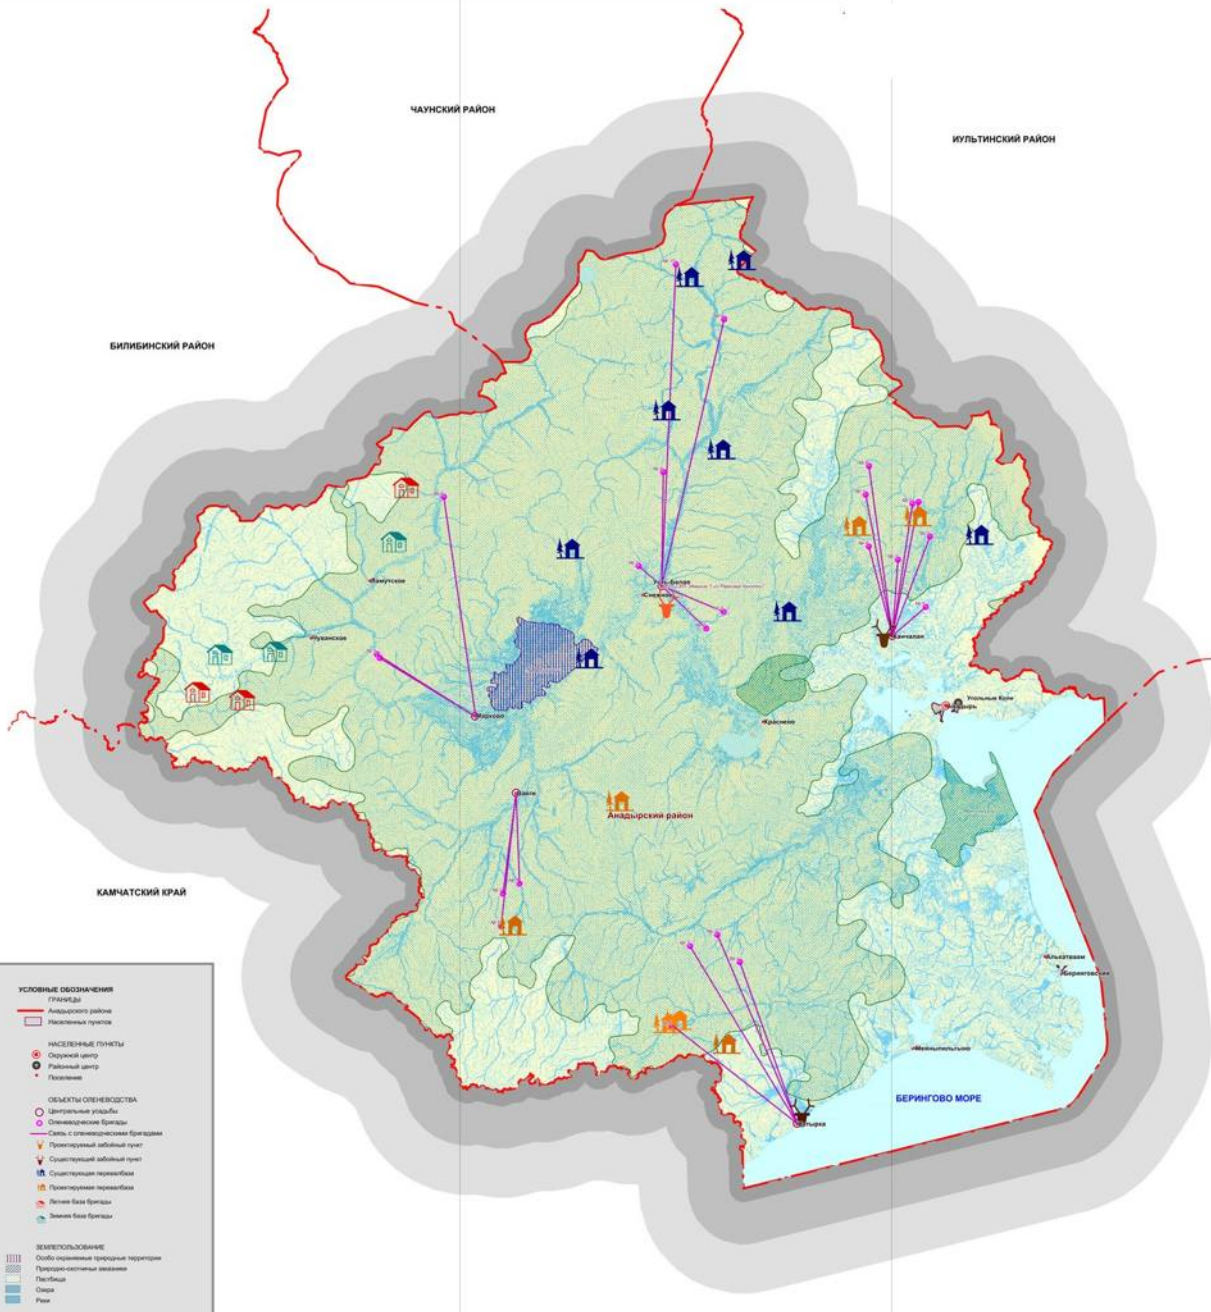 ЧАУНСКИЙ РАЙОН
ИУЛЬТИНСКИЙ РАЙОН
БИЛИБИНСКИЙ РАЙОН
Ламутское
Усть-Белая
Снежное
Чуванское
Канчалан
Угольные Копи
Анадырь
Марково
Краснено
Ваеги
Анадырский район
КАМЧАТСКИЙ КРАЙ
Алькатваам
Беринговский
Мейныпильгыно
БЕРИНГОВО МОРЕ
Хатырка
УСЛОВНЫЕ ОБОЗНАЧЕНИЯ
ГРАНИЦЫ
Анадырского района
Населенных пунктов
НАСЕЛЕННЫЕ ПУНКТЫ
Окружной центр
Районный центр
Поселения
ОБЪЕКТЫ ОЛЕНЕВОДСТВА
Центральные усадьбы
Оленеводческие бригады
Связь с оленеводческими бригадами
Проектируемый забойный пункт
Существующий забойный пункт
Существующая перевалбаза
Проектируемая перевалбаза
Летняя база бригады
Зимняя база бригады
ЗЕМЛЕПОЛЬЗОВАНИЕ
Особо охраняемые природные территории
Природно-охотничьи заказники
Пастбища
Озера
Реки